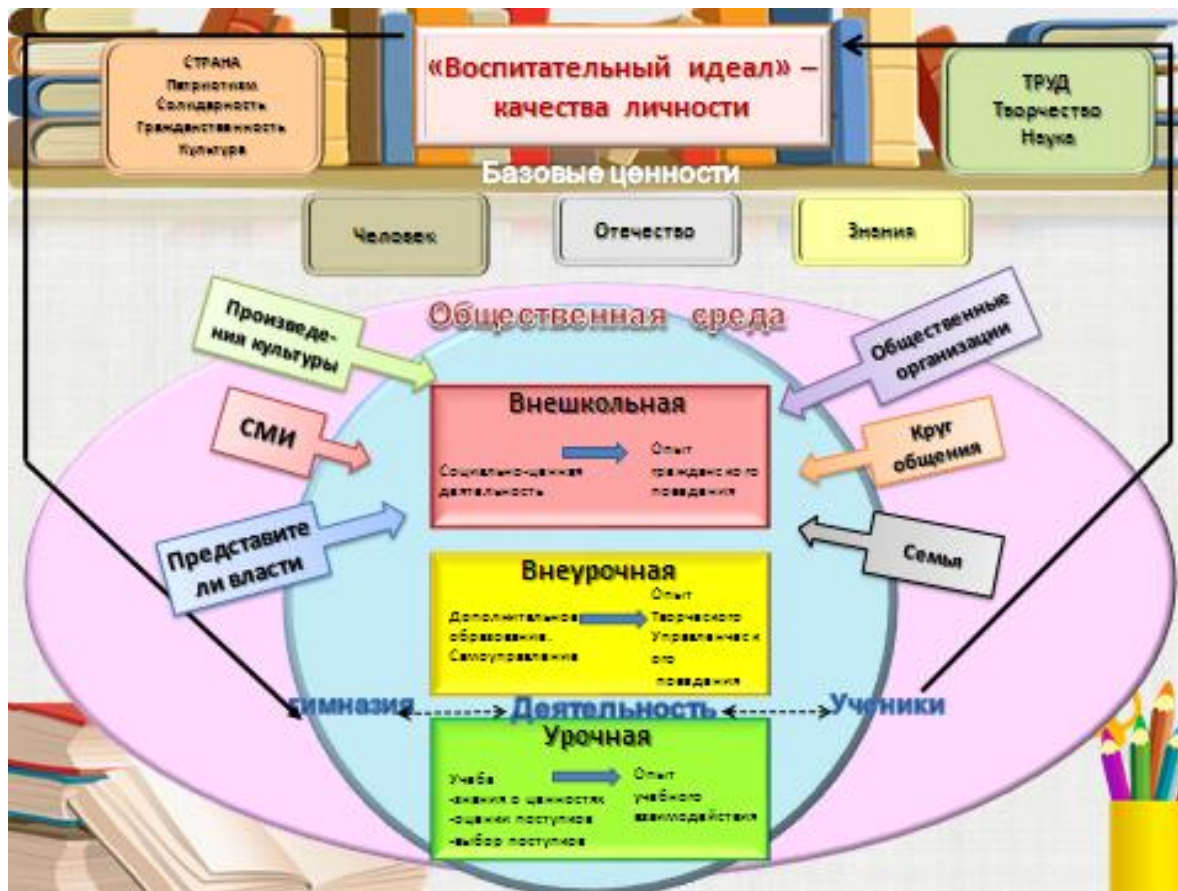 «Воспитательный идеал» –
качества личности
СТРАНА
Патриотизм
Солидарность
Гражданственность
Культура
ТРУД
Творчество
Наука
Базовые ценности
Человек
Отечество
Знания
Общественная среда
Произведе-
ния культуры
СМИ
Представите
ли власти
Общественные
организации
Круг
общения
Семья
Внешкольная
Социально-ценная
деятельность
Опыт
гражданского
поведения
Внеурочная
Дополнительное
образование.
Самоуправление
Опыт
Творческого
Управленческ
ого
поведения
гимназия
Деятельность
Ученики
Урочная
Учеба
-знания о ценностях
-оценки поступков
-выбор поступков
Опыт
учебного
взаимодействия